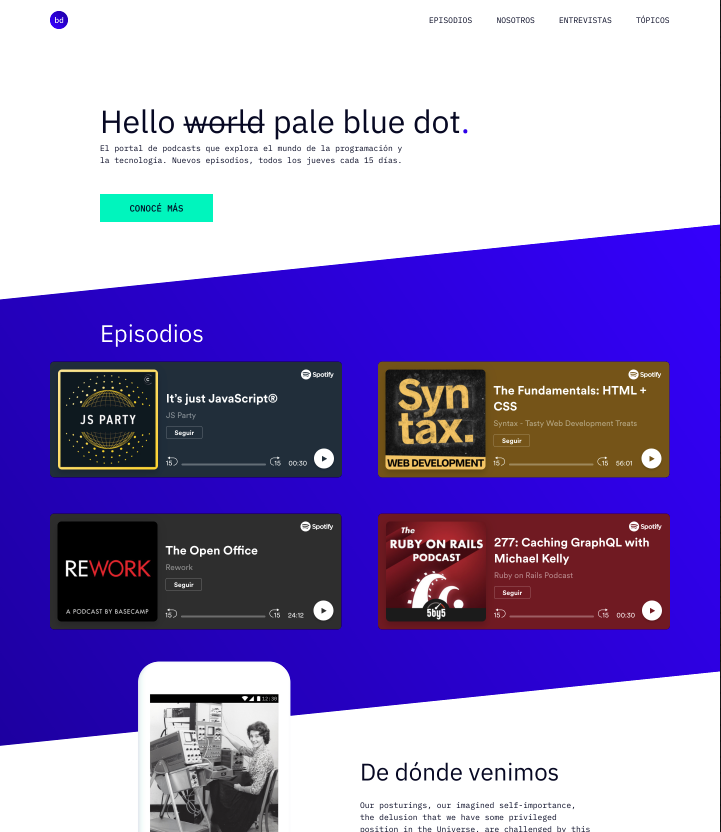 bd
EPISODIOS NOSOTROS ENTREVISTAS TÓPICOS
Hello world pale blue dot.
El portal de podcasts que explora el mundo de la programación y
la tecnologia. Nuevos episodios, todos los jueves cada 15 días.
CONOCÉ MÁS
Episodios
JS PARTY
Spotify
It's just JavaScript®
JS Party
Seguir
15 15 00:30
Syntax.
WEB DEVELOPMENT
Spotify
The Fundamentals: HTML +
CSS
Syntax - Tasty Web Development Treats
Seguir
15 15 56:01
REWORK
A PODCAST BY BASECAMP
Spotify
The Open Office
Rework
Seguir
15 15 24:12
The
RUBY ON RAILS
PODCAST
5by5
Spotify
277: Caching GraphQL with
Michael Kelly
Ruby on Rails Podcast
Seguir
15 15 00:30
12:30
De dónde venimos
Our posturings, our imagined self-importance,
the delusion that we have some privileged
position in the Universe, are challenged by this